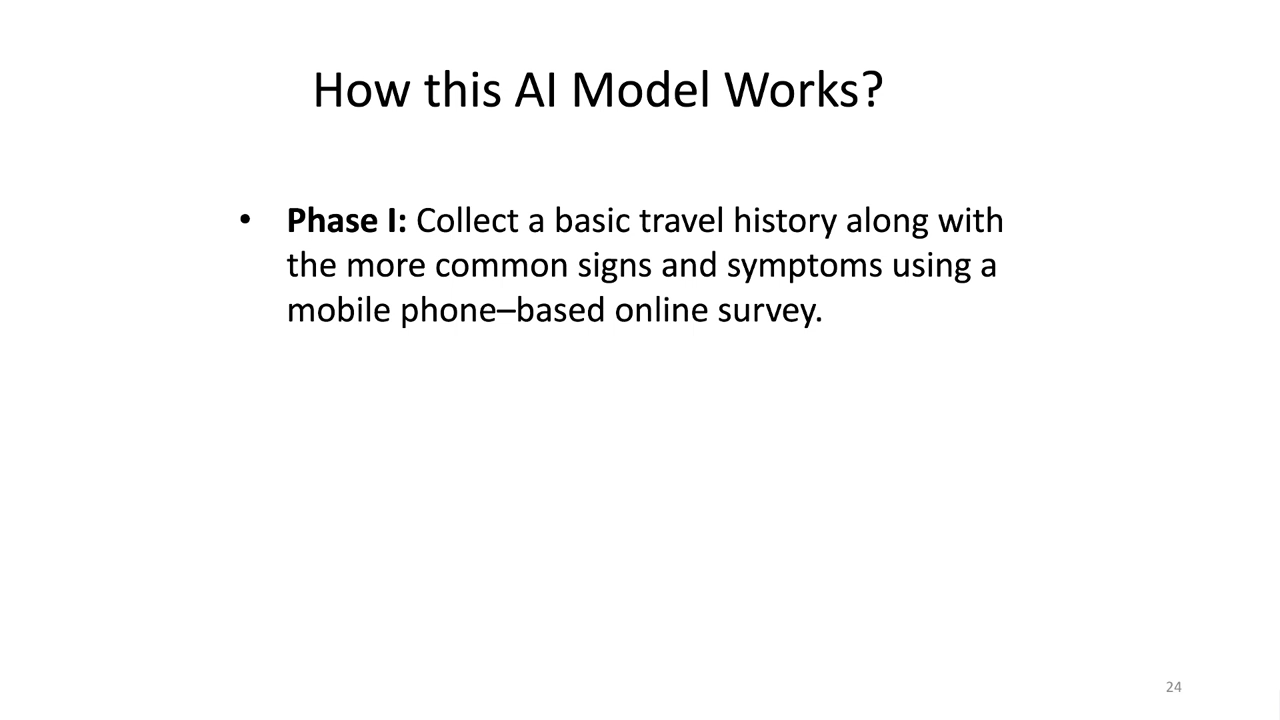 How this AI Model Works?
• Phase I: Collect a basic travel history along with
the more common signs and symptoms using a
mobile phone–based online survey.
24